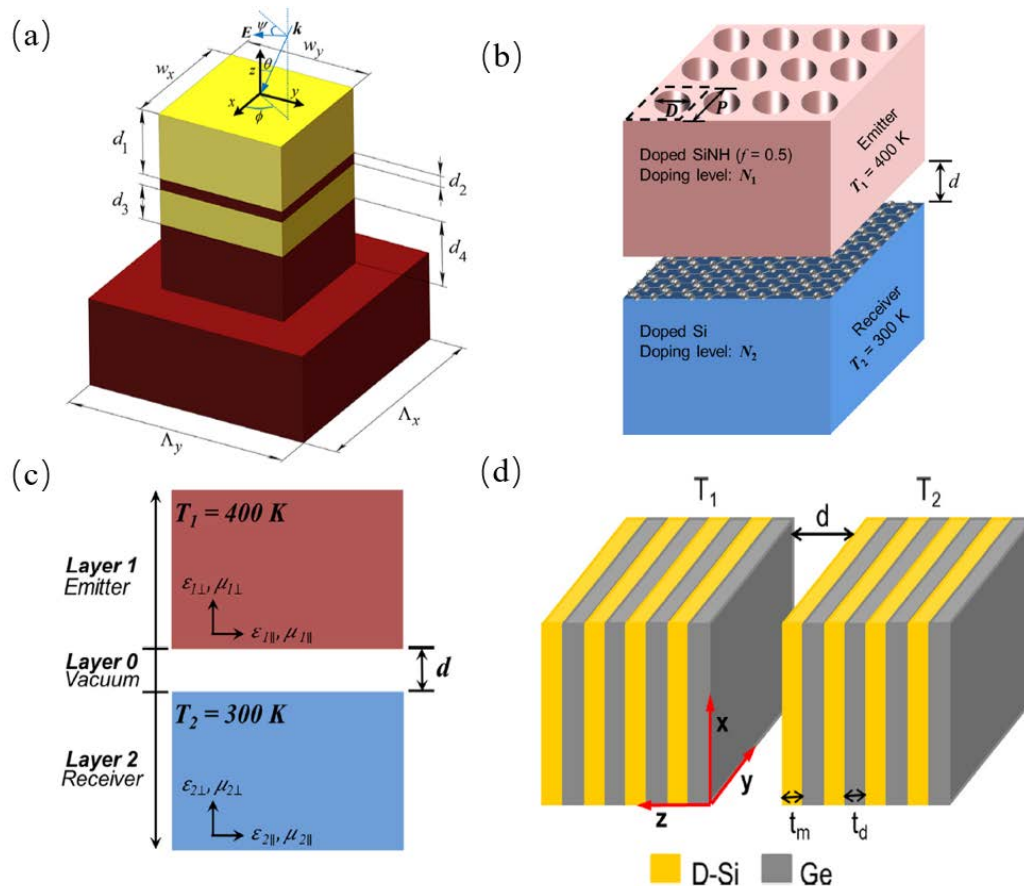 (a)
E
ψ
k
w_x
w_y
z
θ
x
y
ϕ
d_1
d_2
d_3
d_4
Λ_y
Λ_x
(b)
D
P
Doped SiNH (f = 0.5)
Doping level: N_1
Emitter
T_1 = 400 K
d
Doped Si
Doping level: N_2
Receiver
T_2 = 300 K
(c)
T_1 = 400 K
Layer 1
Emitter
ε_1⊥, μ_1⊥
ε_1||, μ_1||
Layer 0
Vacuum
d
T_2 = 300 K
Layer 2
Receiver
ε_2⊥, μ_2⊥
ε_2||, μ_2||
(d)
T_1
T_2
d
x
y
z
t_m
t_d
D-Si
Ge